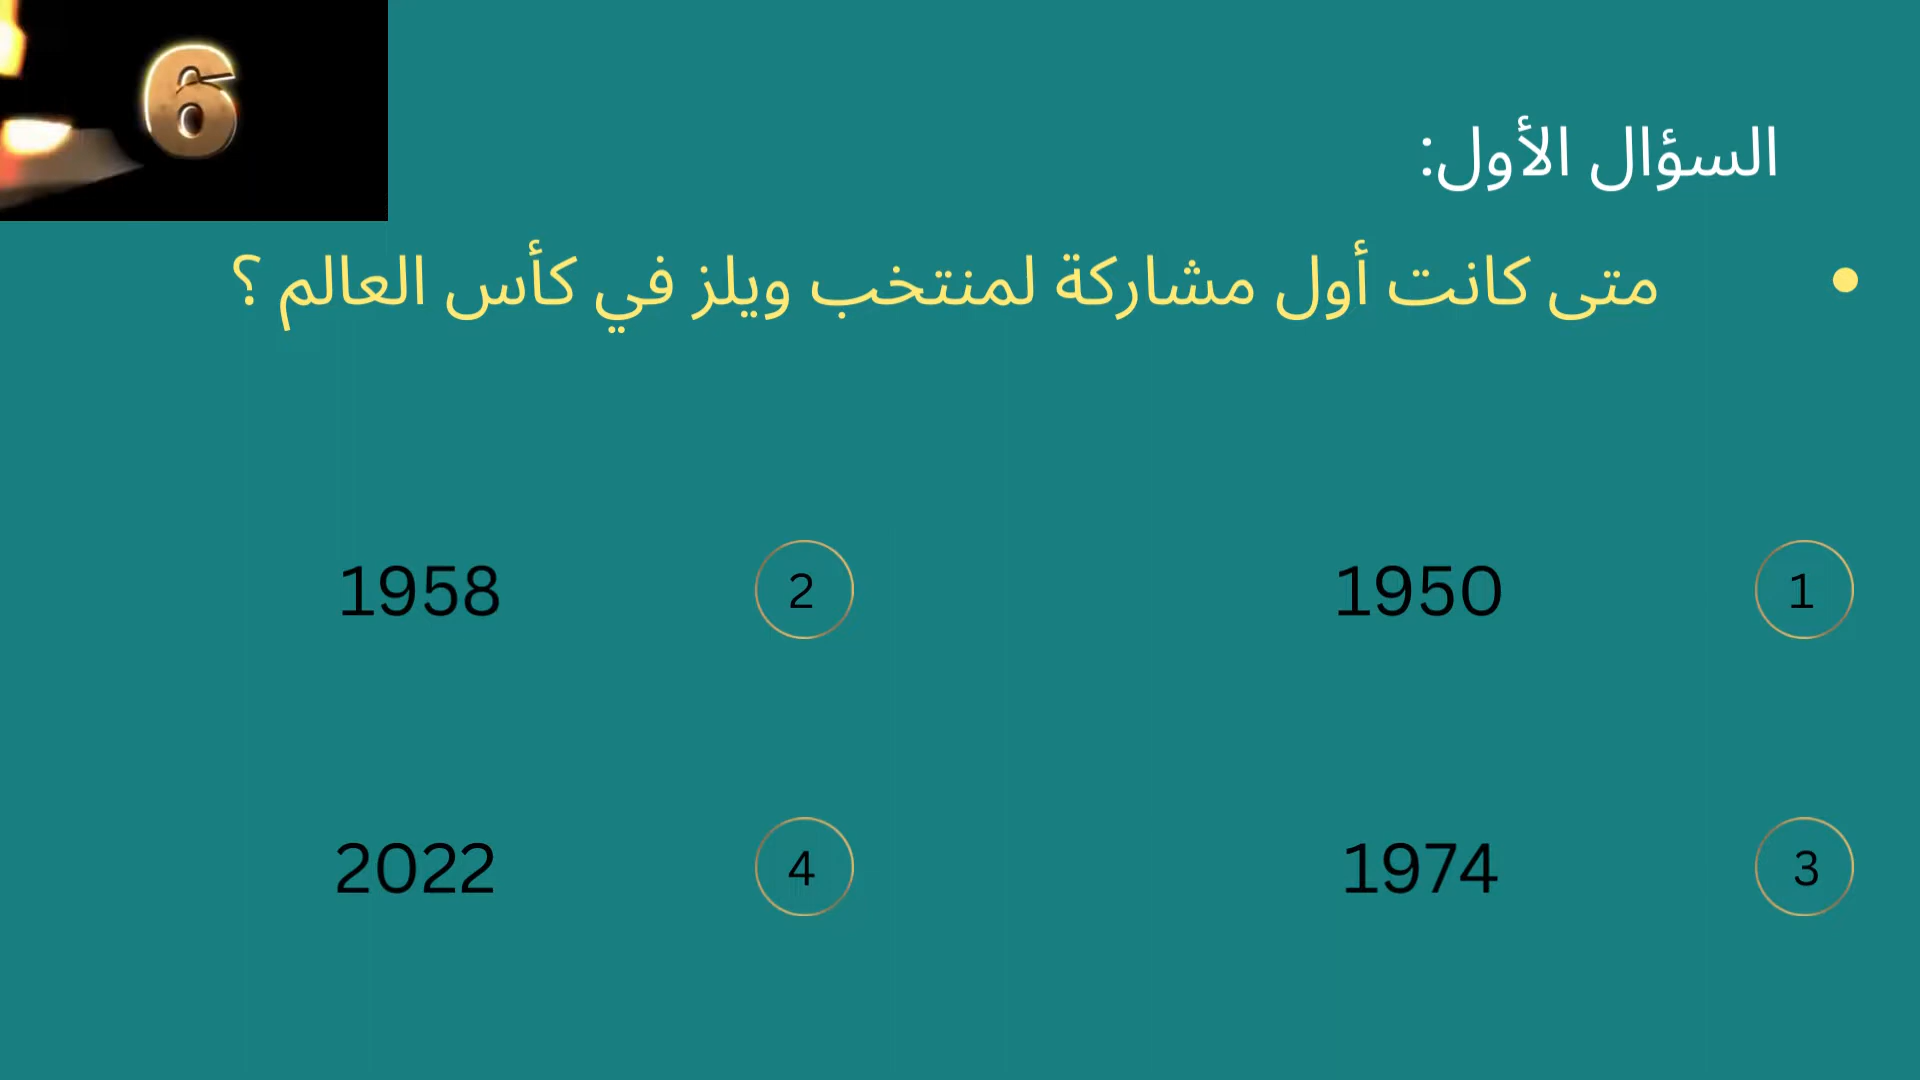 6
السؤال الأول:
• متى كانت أول مشاركة لمنتخب ويلز في كأس العالم ؟
1 1950
2 1958
3 1974
4 2022